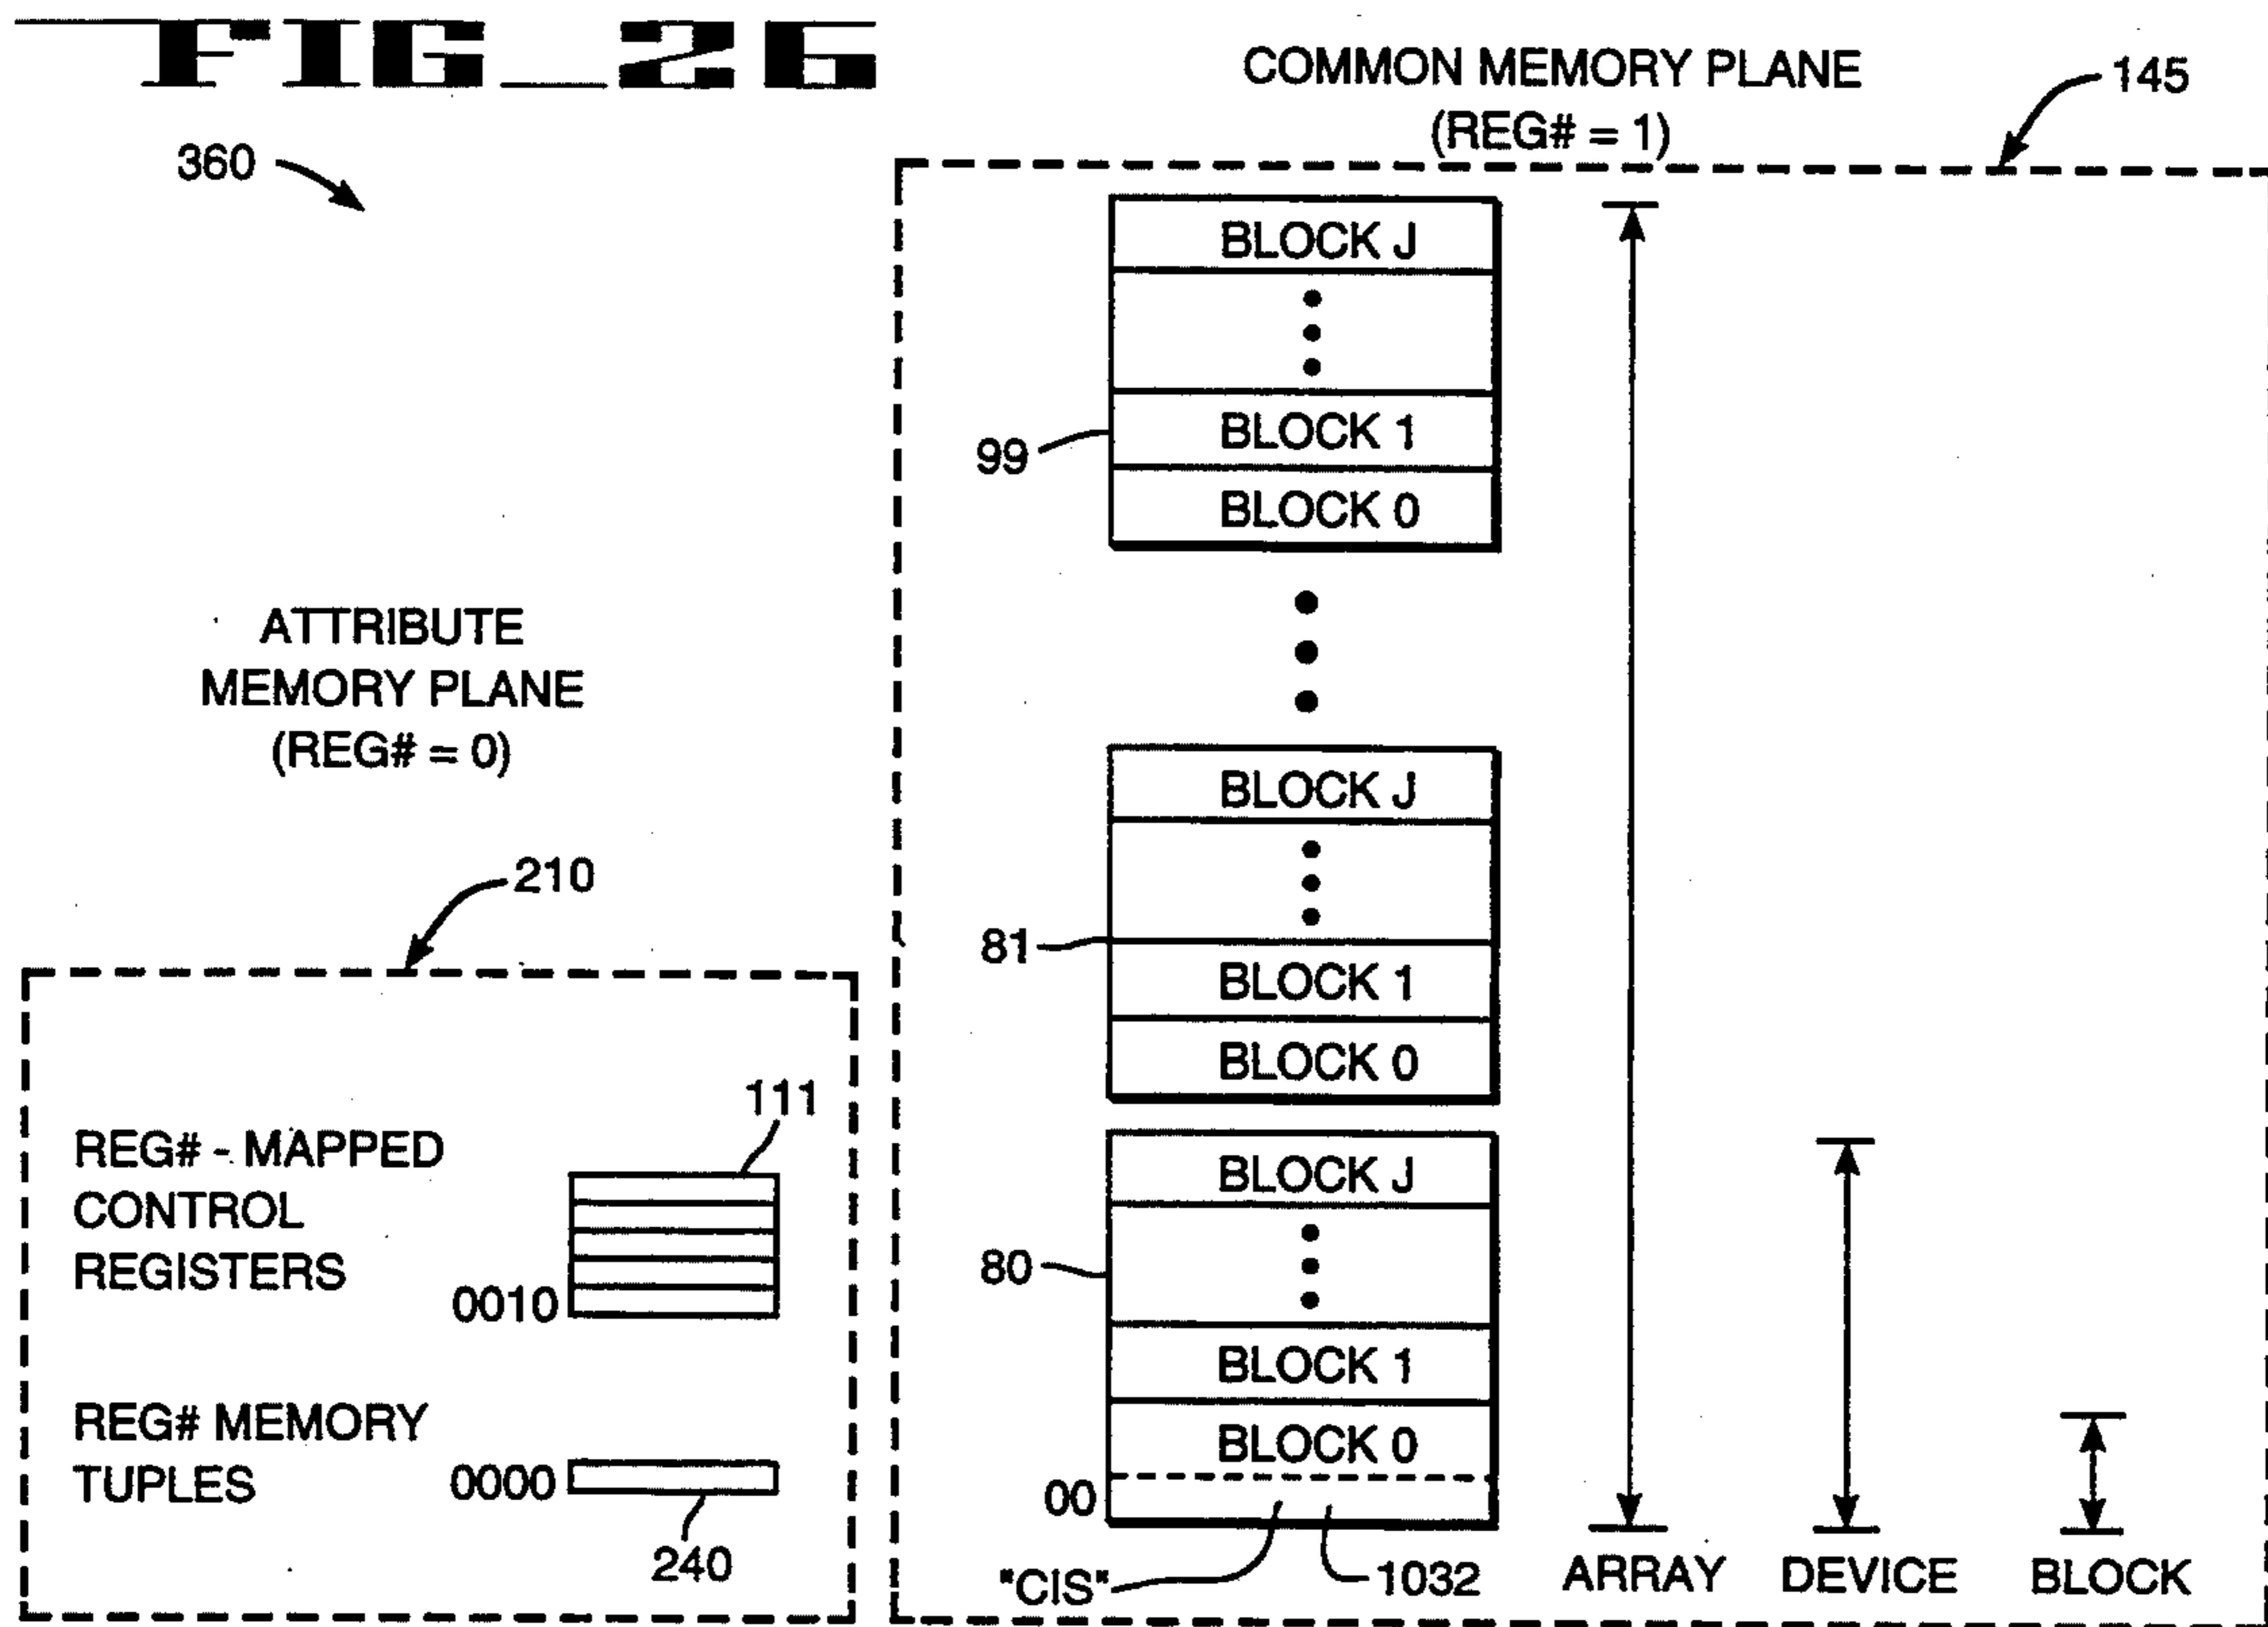 FIG_26
360
COMMON MEMORY PLANE
(REG# = 1)
145
BLOCK J
BLOCK 1
BLOCK 0
99
ATTRIBUTE
MEMORY PLANE
(REG# = 0)
210
BLOCK J
81
BLOCK 1
BLOCK 0
111
REG# - MAPPED
CONTROL
REGISTERS
0010
REG# MEMORY
TUPLES
0000
240
BLOCK J
80
BLOCK 1
BLOCK 0
00
"CIS"
1032
ARRAY
DEVICE
BLOCK